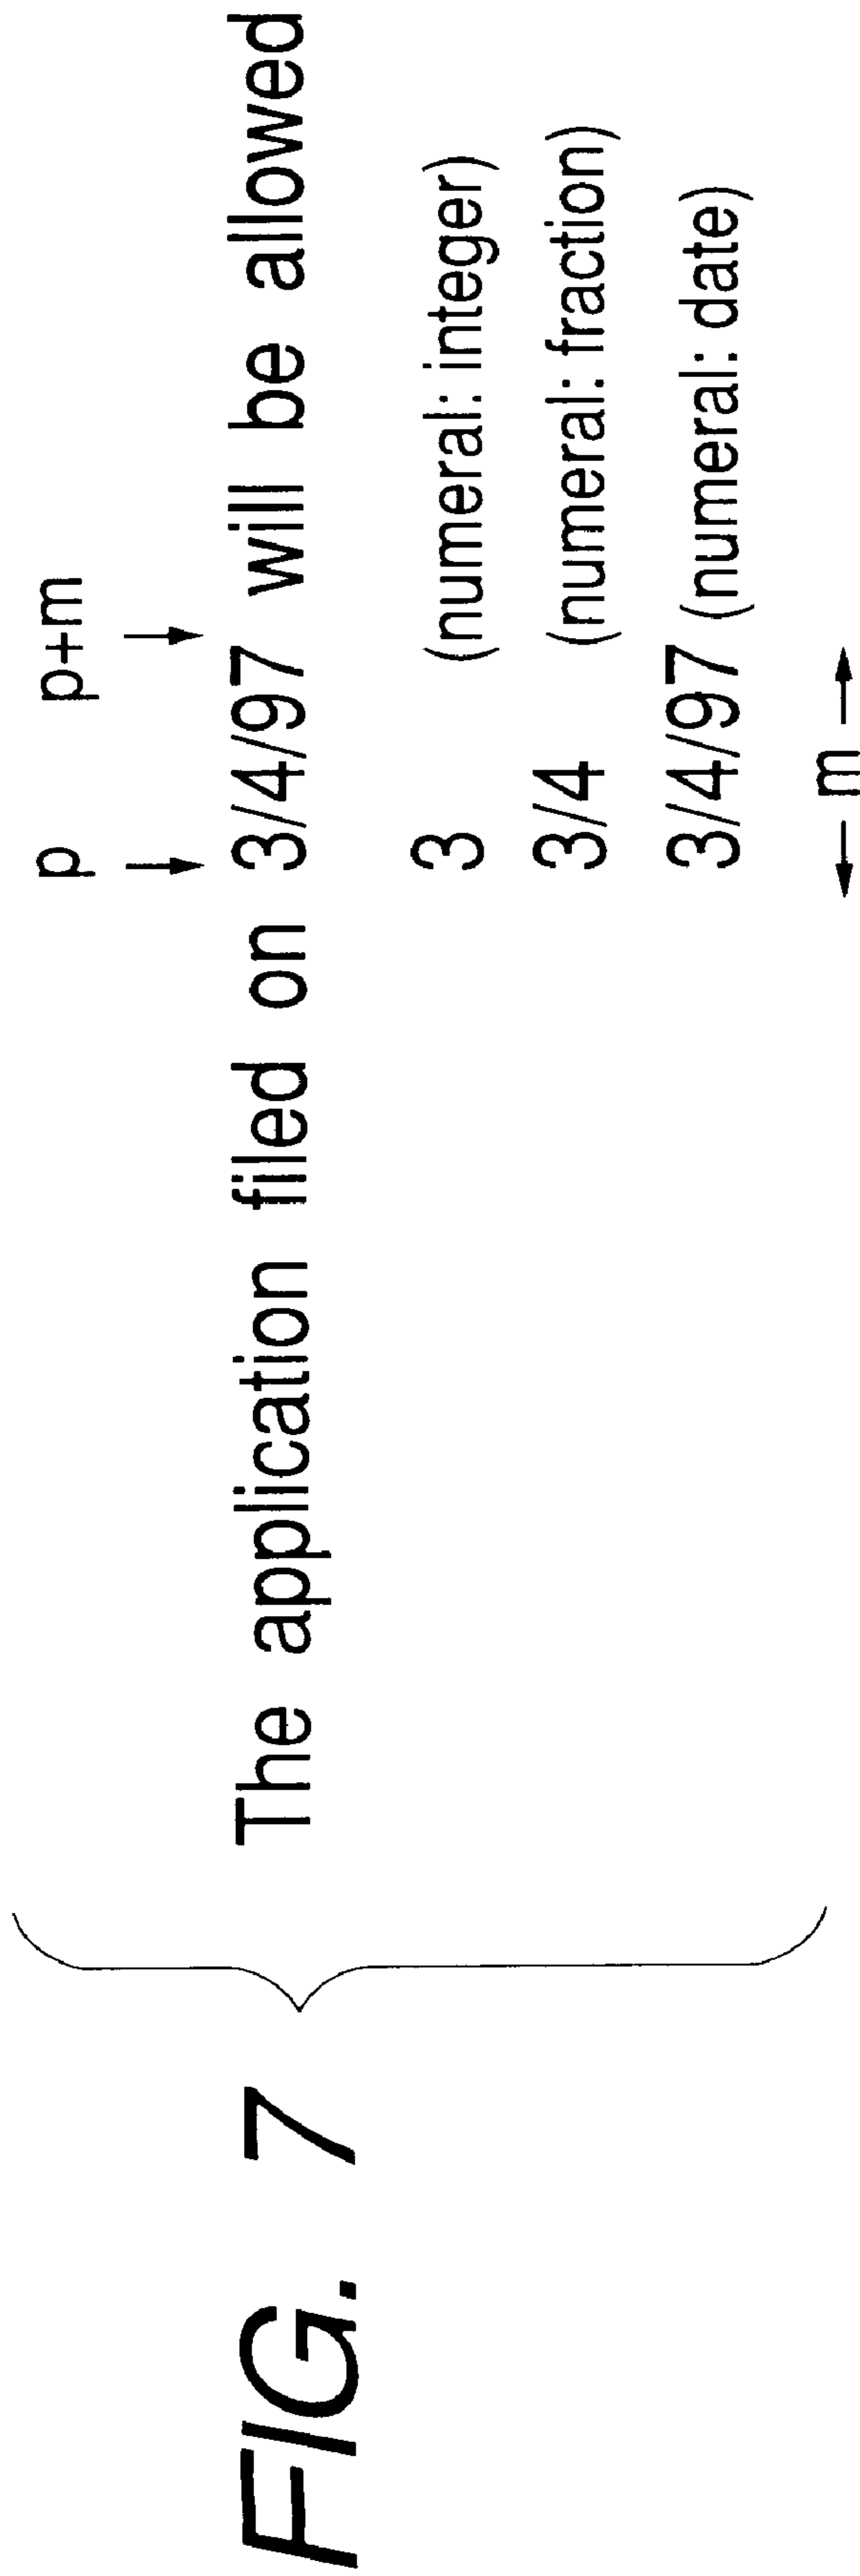 FIG. 7
p p+m
The application filed on 3/4/97 will be allowed
3 (numeral: integer)
3/4 (numeral: fraction)
3/4/97 (numeral: date)
m